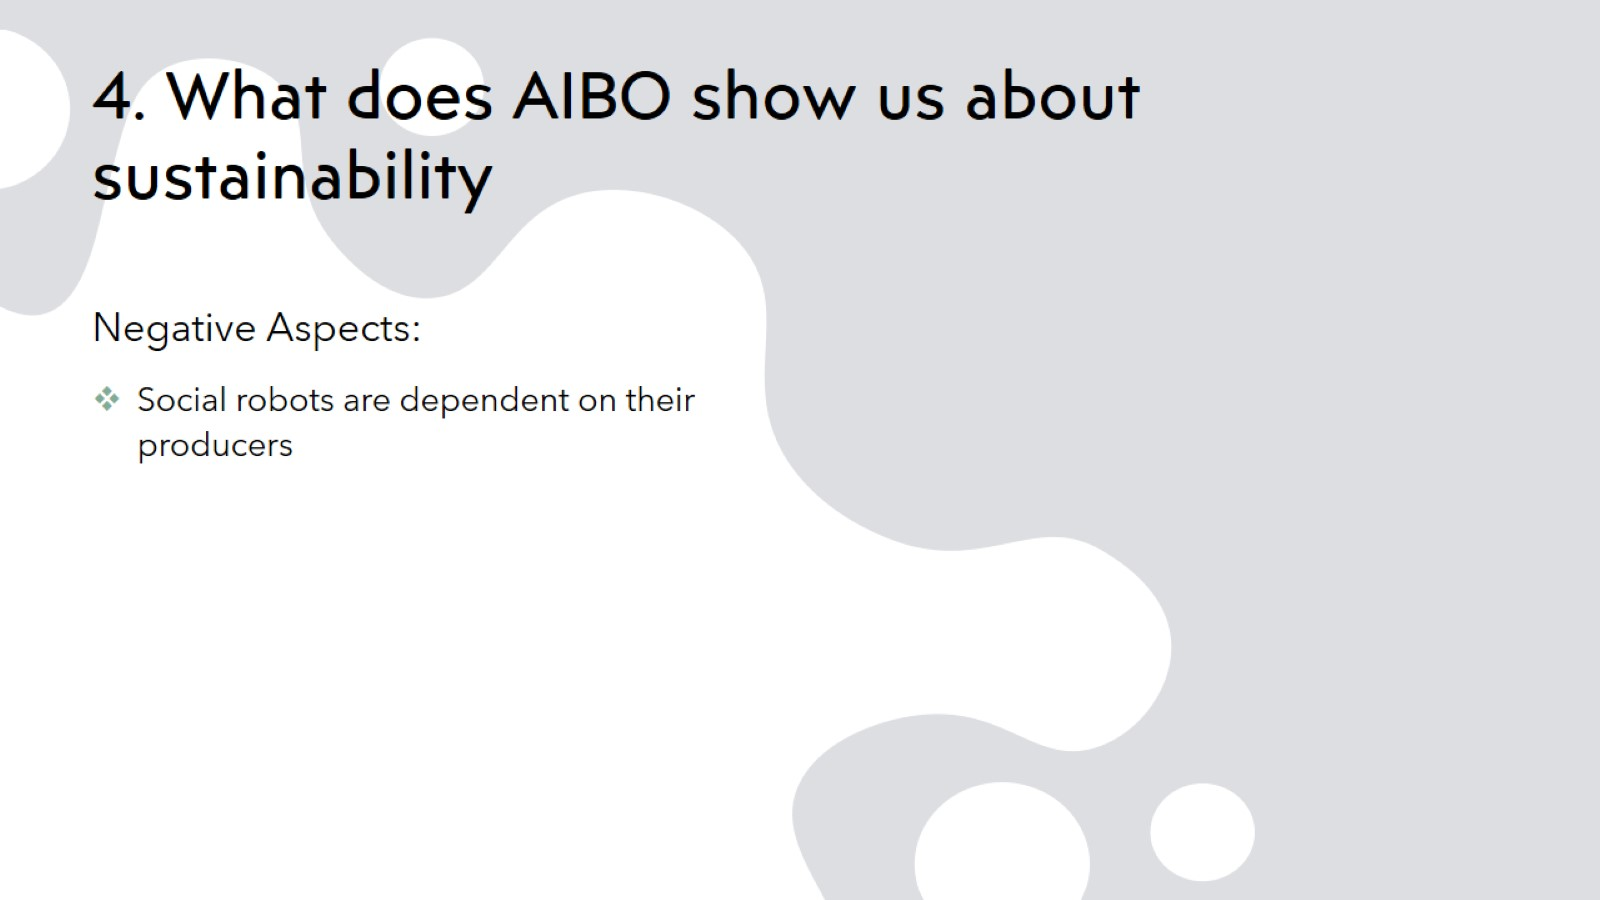 4. What does AIBO show us about
sustainability
Negative Aspects:
❖ Social robots are dependent on their
producers